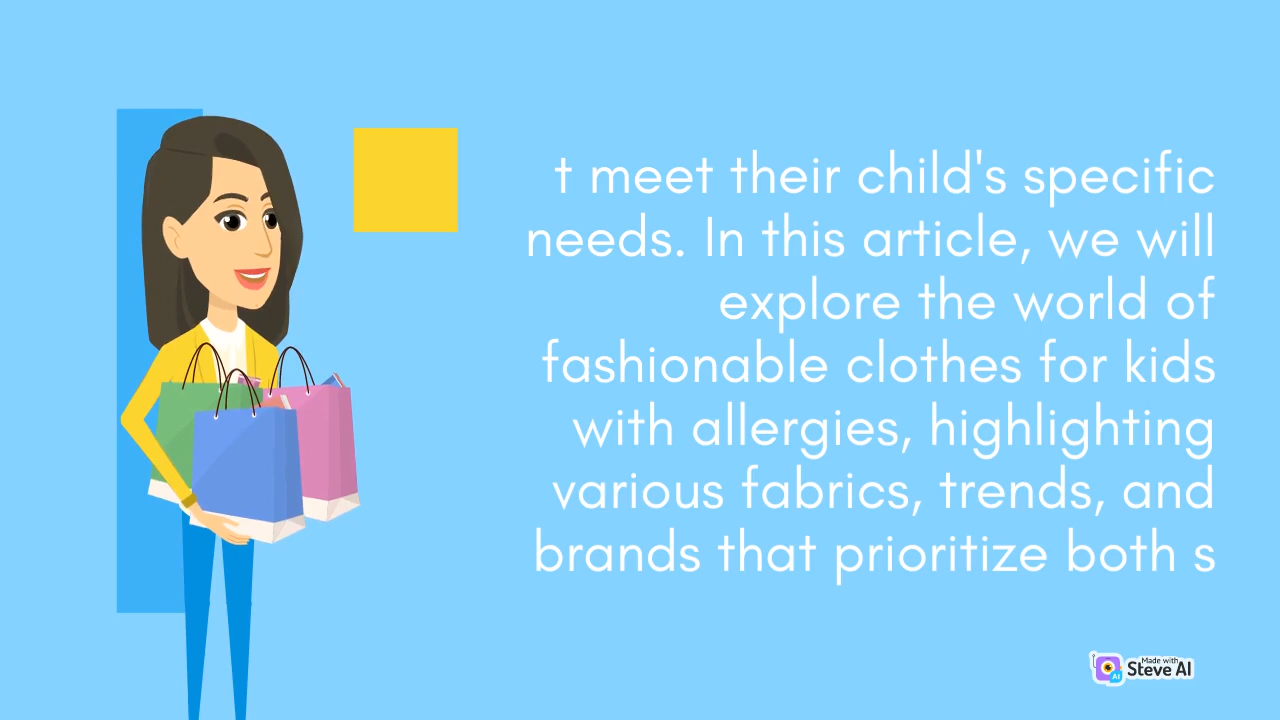 t meet their child's specific
needs. In this article, we will
explore the world of
fashionable clothes for kids
with allergies, highlighting
various fabrics, trends, and
brands that prioritize both s
Made with
Steve AI
AI